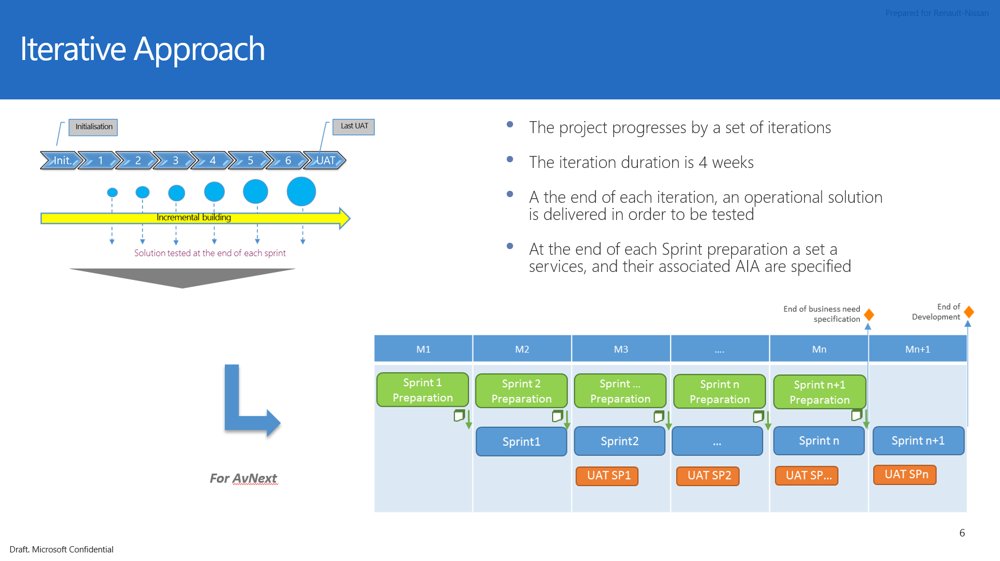 Prepared for Renault-Nissan
Iterative Approach
Initialisation
Last UAT
Init.
1
2
3
4
5
6
UAT
Incremental building
Solution tested at the end of each sprint
The project progresses by a set of iterations
The iteration duration is 4 weeks
A the end of each iteration, an operational solution
is delivered in order to be tested
At the end of each Sprint preparation a set a
services, and their associated AIA are specified
End of business need
specification
End of
Development
M1
M2
M3
....
Mn
Mn+1
Sprint 1
Preparation
Sprint 2
Preparation
Sprint ...
Preparation
Sprint n
Preparation
Sprint n+1
Preparation
Sprint1
Sprint2
...
Sprint n
Sprint n+1
UAT SP1
UAT SP2
UAT SP...
UAT SPn
For AvNext
6
Draft. Microsoft Confidential